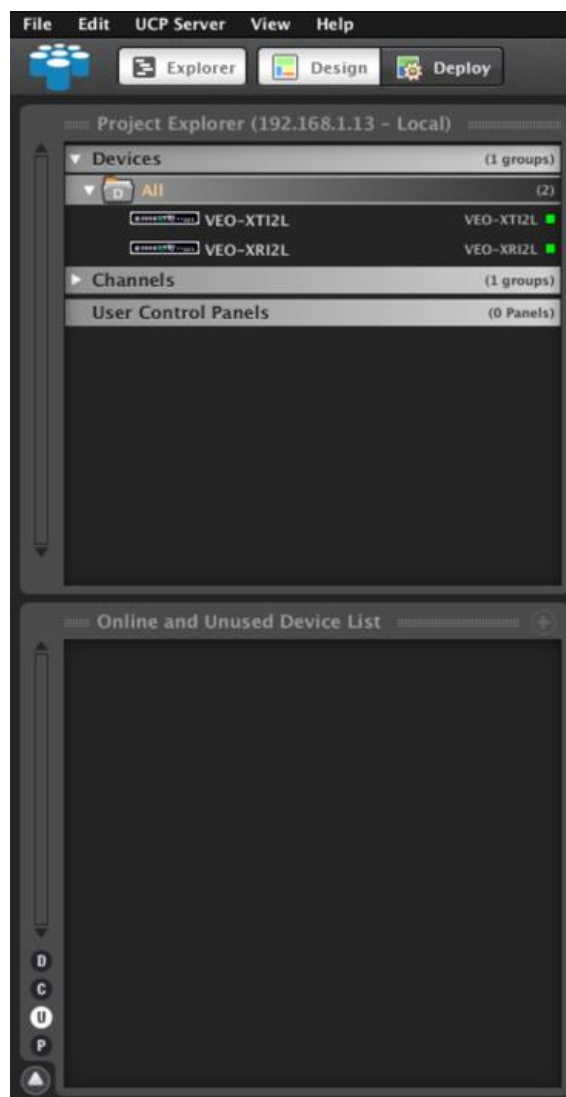 File Edit UCP Server View Help
Explorer Design Deploy
Project Explorer (192.168.1.13 – Local)
Devices (1 groups)
D All (2)
VEO-XTI2L VEO-XTI2L
VEO-XRI2L VEO-XRI2L
Channels (1 groups)
User Control Panels (0 Panels)
Online and Unused Device List
D
C
U
P